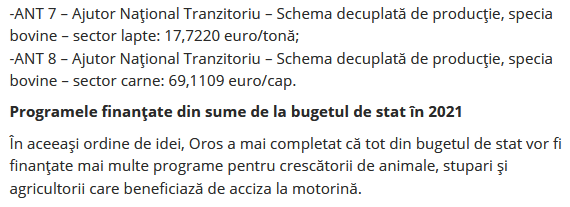 -ANT 7 – Ajutor Naţional Tranzitoriu – Schema decuplată de producţie, specia
bovine – sector lapte: 17,7220 euro/tonă;
-ANT 8 – Ajutor Naţional Tranzitoriu – Schema decuplată de producţie, specia
bovine – sector carne: 69,1109 euro/cap.
Programele finanţate din sume de la bugetul de stat în 2021
În aceeaşi ordine de idei, Oros a mai completat că tot din bugetul de stat vor fi
finanţate mai multe programe pentru crescătorii de animale, stupari şi
agricultorii care beneficiază de acciza la motorină.